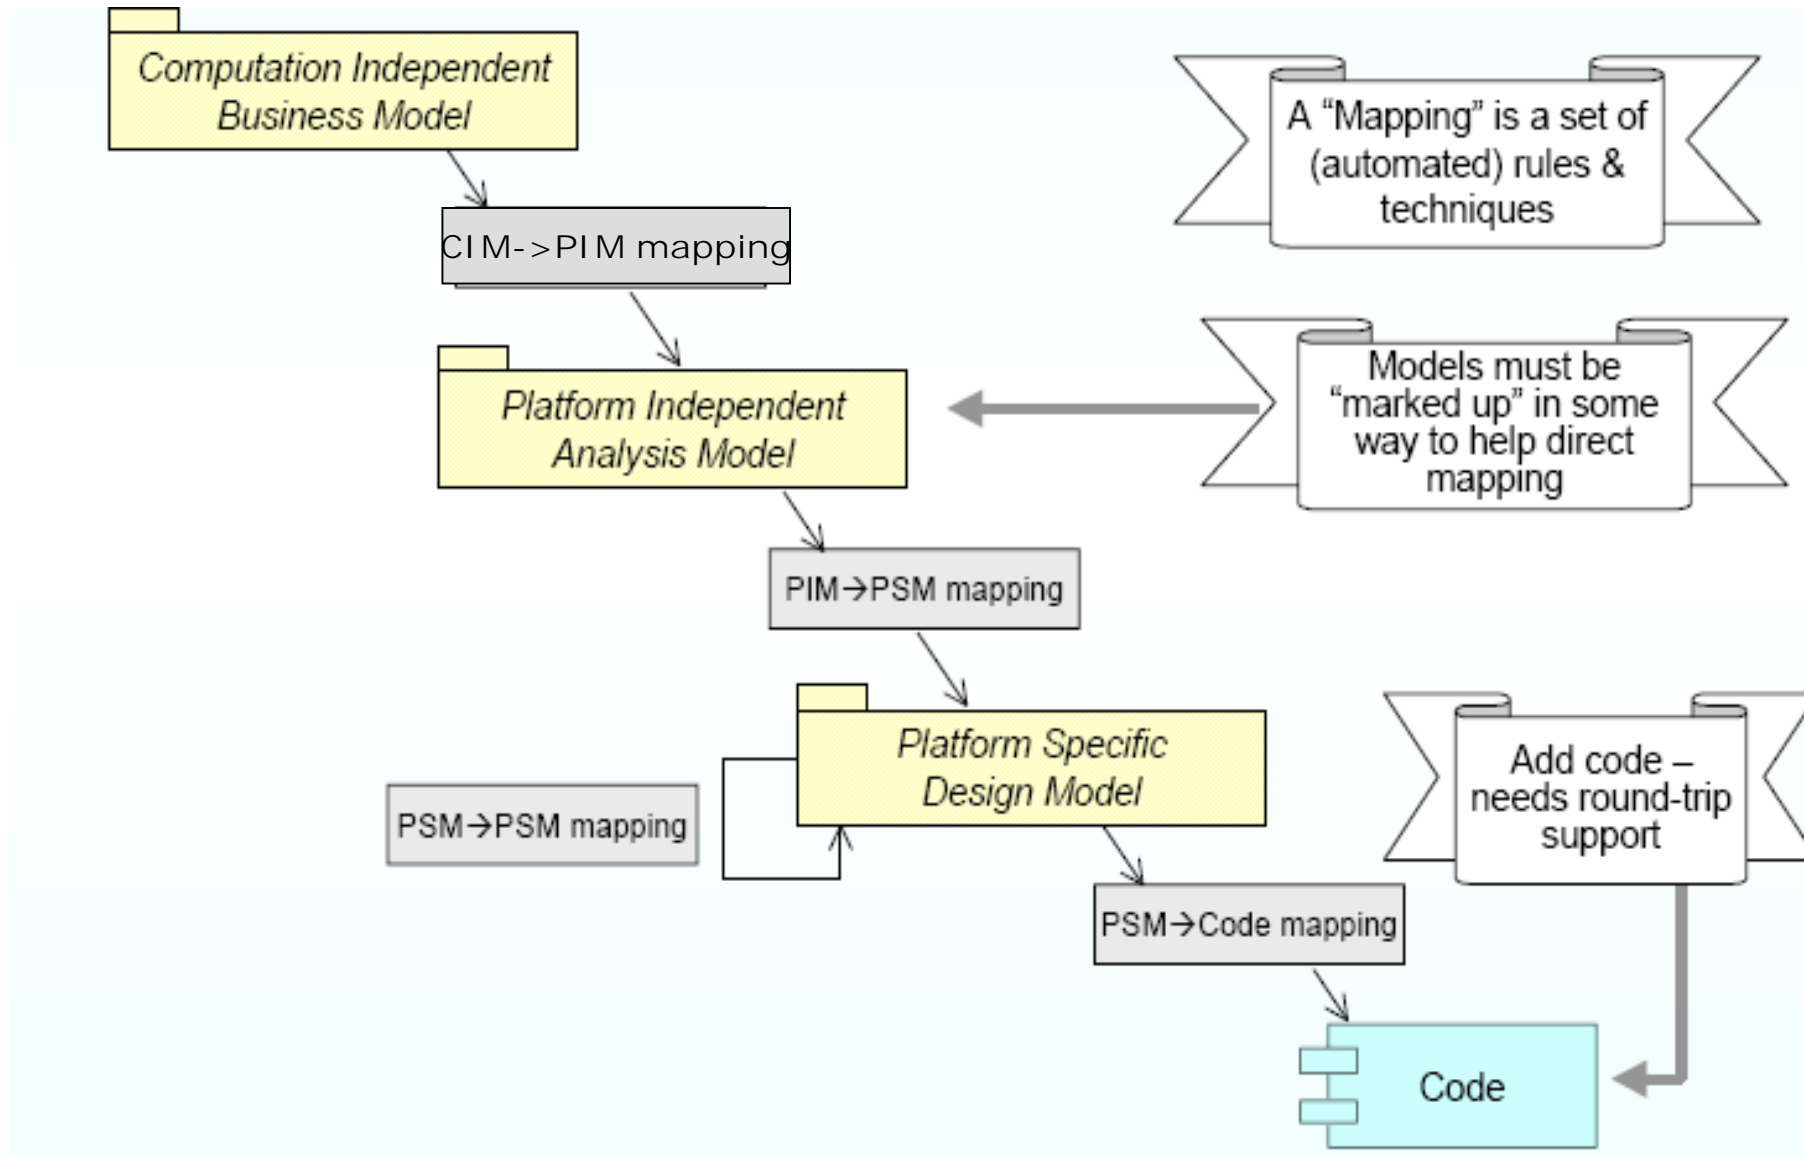 Computation Independent
Business Model
A “Mapping” is a set of
(automated) rules &
techniques
CIM->PIM mapping
Platform Independent
Analysis Model
Models must be
“marked up” in some
way to help direct
mapping
PIM→PSM mapping
Platform Specific
Design Model
PSM→PSM mapping
Add code –
needs round-trip
support
PSM→Code mapping
Code